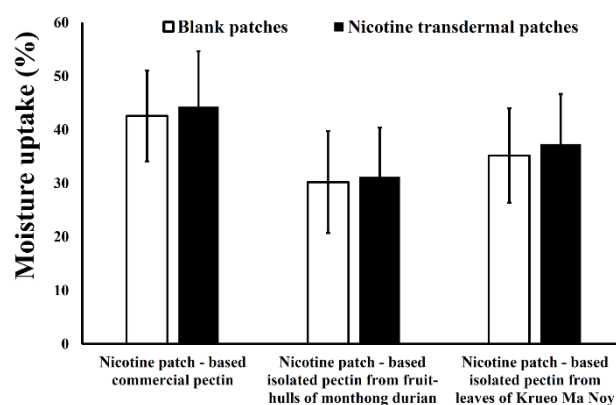 60
Blank patches
Nicotine transdermal patches
50
40
30
20
10
0
Moisture uptake (%)
Nicotine patch - based
commercial pectin
Nicotine patch - based
isolated pectin from fruit-
hulls of monthong durian
Nicotine patch - based
isolated pectin from
leaves of Krueo Ma Noy